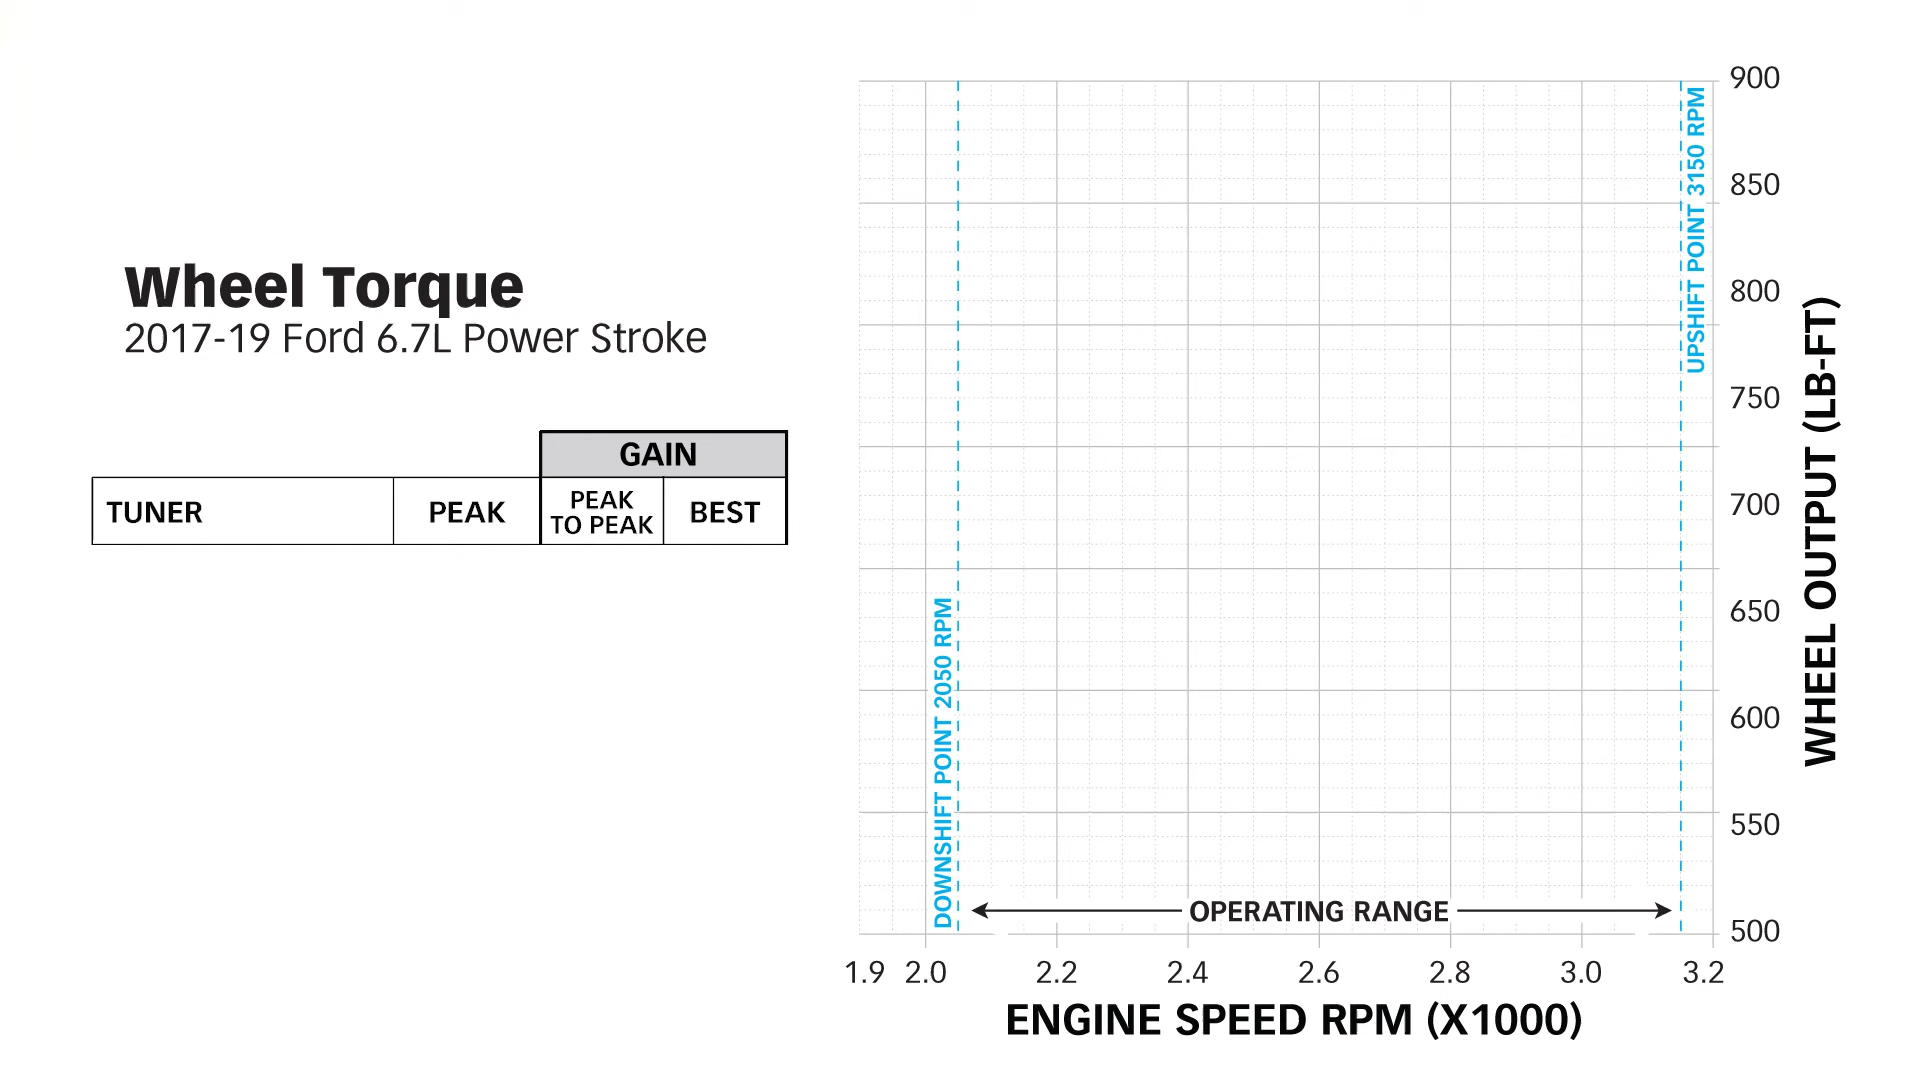 Wheel Torque
2017-19 Ford 6.7L Power Stroke
GAIN
TUNER
PEAK
PEAK
TO PEAK
BEST
DOWNSHIFT POINT 2050 RPM
UPSHIFT POINT 3150 RPM
OPERATING RANGE
900
850
800
750
700
650
600
550
500
WHEEL OUTPUT (LB-FT)
1.9 2.0 2.2 2.4 2.6 2.8 3.0 3.2
ENGINE SPEED RPM (X1000)